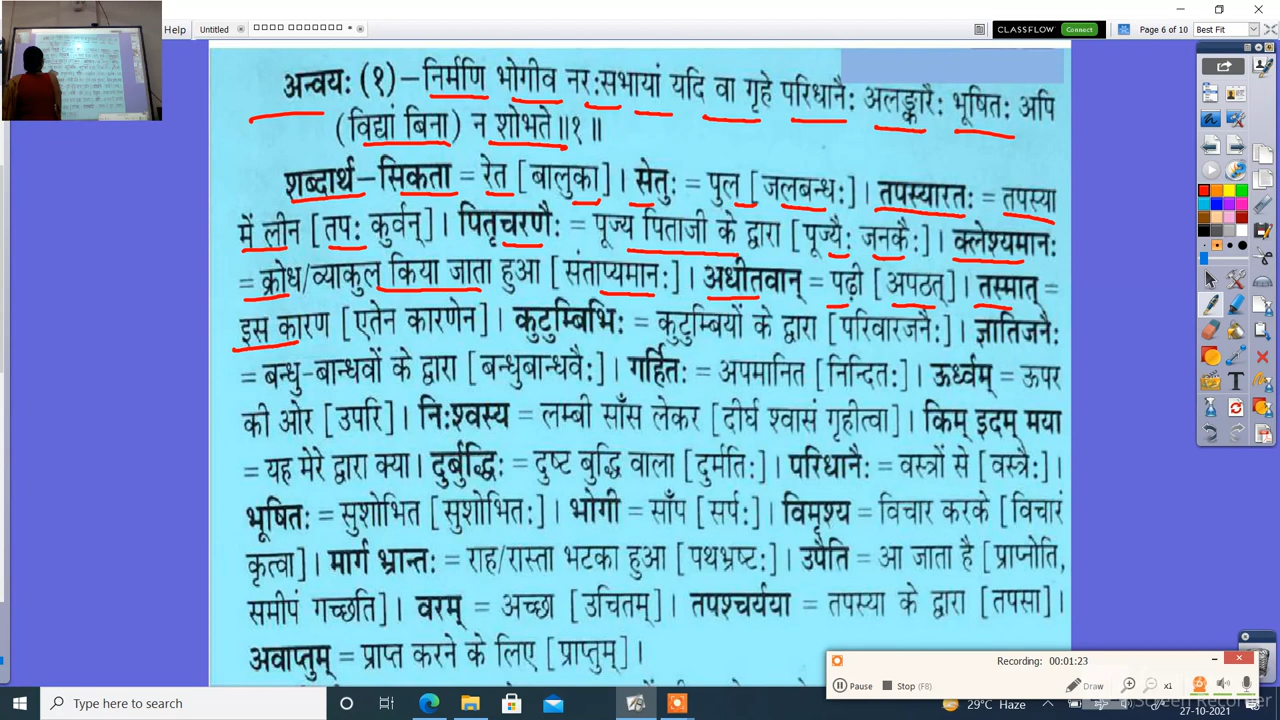 Help
Untitled
CLASSFLOW Connect
Page 6 of 10
Best Fit
अन्वयः (१) –निर्मणि भोगीव नर:सभायां यदि वा गृहे परिधानै: अलङ्कारै: भूषित: अपि
(विद्यां बिना) न शोभते॥१॥
शब्दार्थ–सिकता = रेत [बालुका]। सेतु: = पुल [जलबन्ध:]। तपस्यारत: = तपस्या
में लीन [तप: कुर्वन्]। पितृचरणै: = पूज्य पिताजी के द्वारा [पूज्यै: जनकै:]। क्लेश्यमान:
= क्रोध/व्याकुल किया जाता हुआ [संताप्यमान:]। अधीतवान् = पढ़ी [अपठत्]। तस्मात् =
इस कारण [एतेन कारणेन]। कुटुम्बिभि: = कुटुम्बियों के द्वारा [परिवारजनै:]। ज्ञातिजनै:
= बन्धु-बान्धवों के द्वारा [बन्धुबान्धवै:]। गर्हित: = अपमानित [निन्दित:]। ऊर्ध्वम् = ऊपर
की ओर [उपरि]। नि:श्वस्य = लम्बी साँस लेकर [दीर्घ श्वासं गृहीत्वा]। किम् इदम् मया
= यह मेरे द्वारा क्या। दुर्बुद्धि: = दुष्ट बुद्धि वाला [दुर्मति:]। परिधानै: = वस्त्रों से [वस्त्रै:]।
भूषित: = सुशोभित [सुशोभित:]। भोगी = साँप [सर्प:]। विमृश्य = विचार करके [विचारं
कृत्वा]। मार्ग भ्रान्त: = राह/रास्ता भटका हुआ [पथभ्रष्ट:]। उपैति = आ जाता है [प्राप्नोति,
समीपं गच्छति]। वरम् = अच्छा [उचितम्]। तपश्चर्यया = तपस्या के द्वारा [तपसा]।
अवाप्तुम् = प्राप्त करने के लिए [प्राप्तुम्]।
Recording: 00:01:23
Pause
Stop (F8)
Draw
x1
Type here to search
29°C Haze
27-10-2021